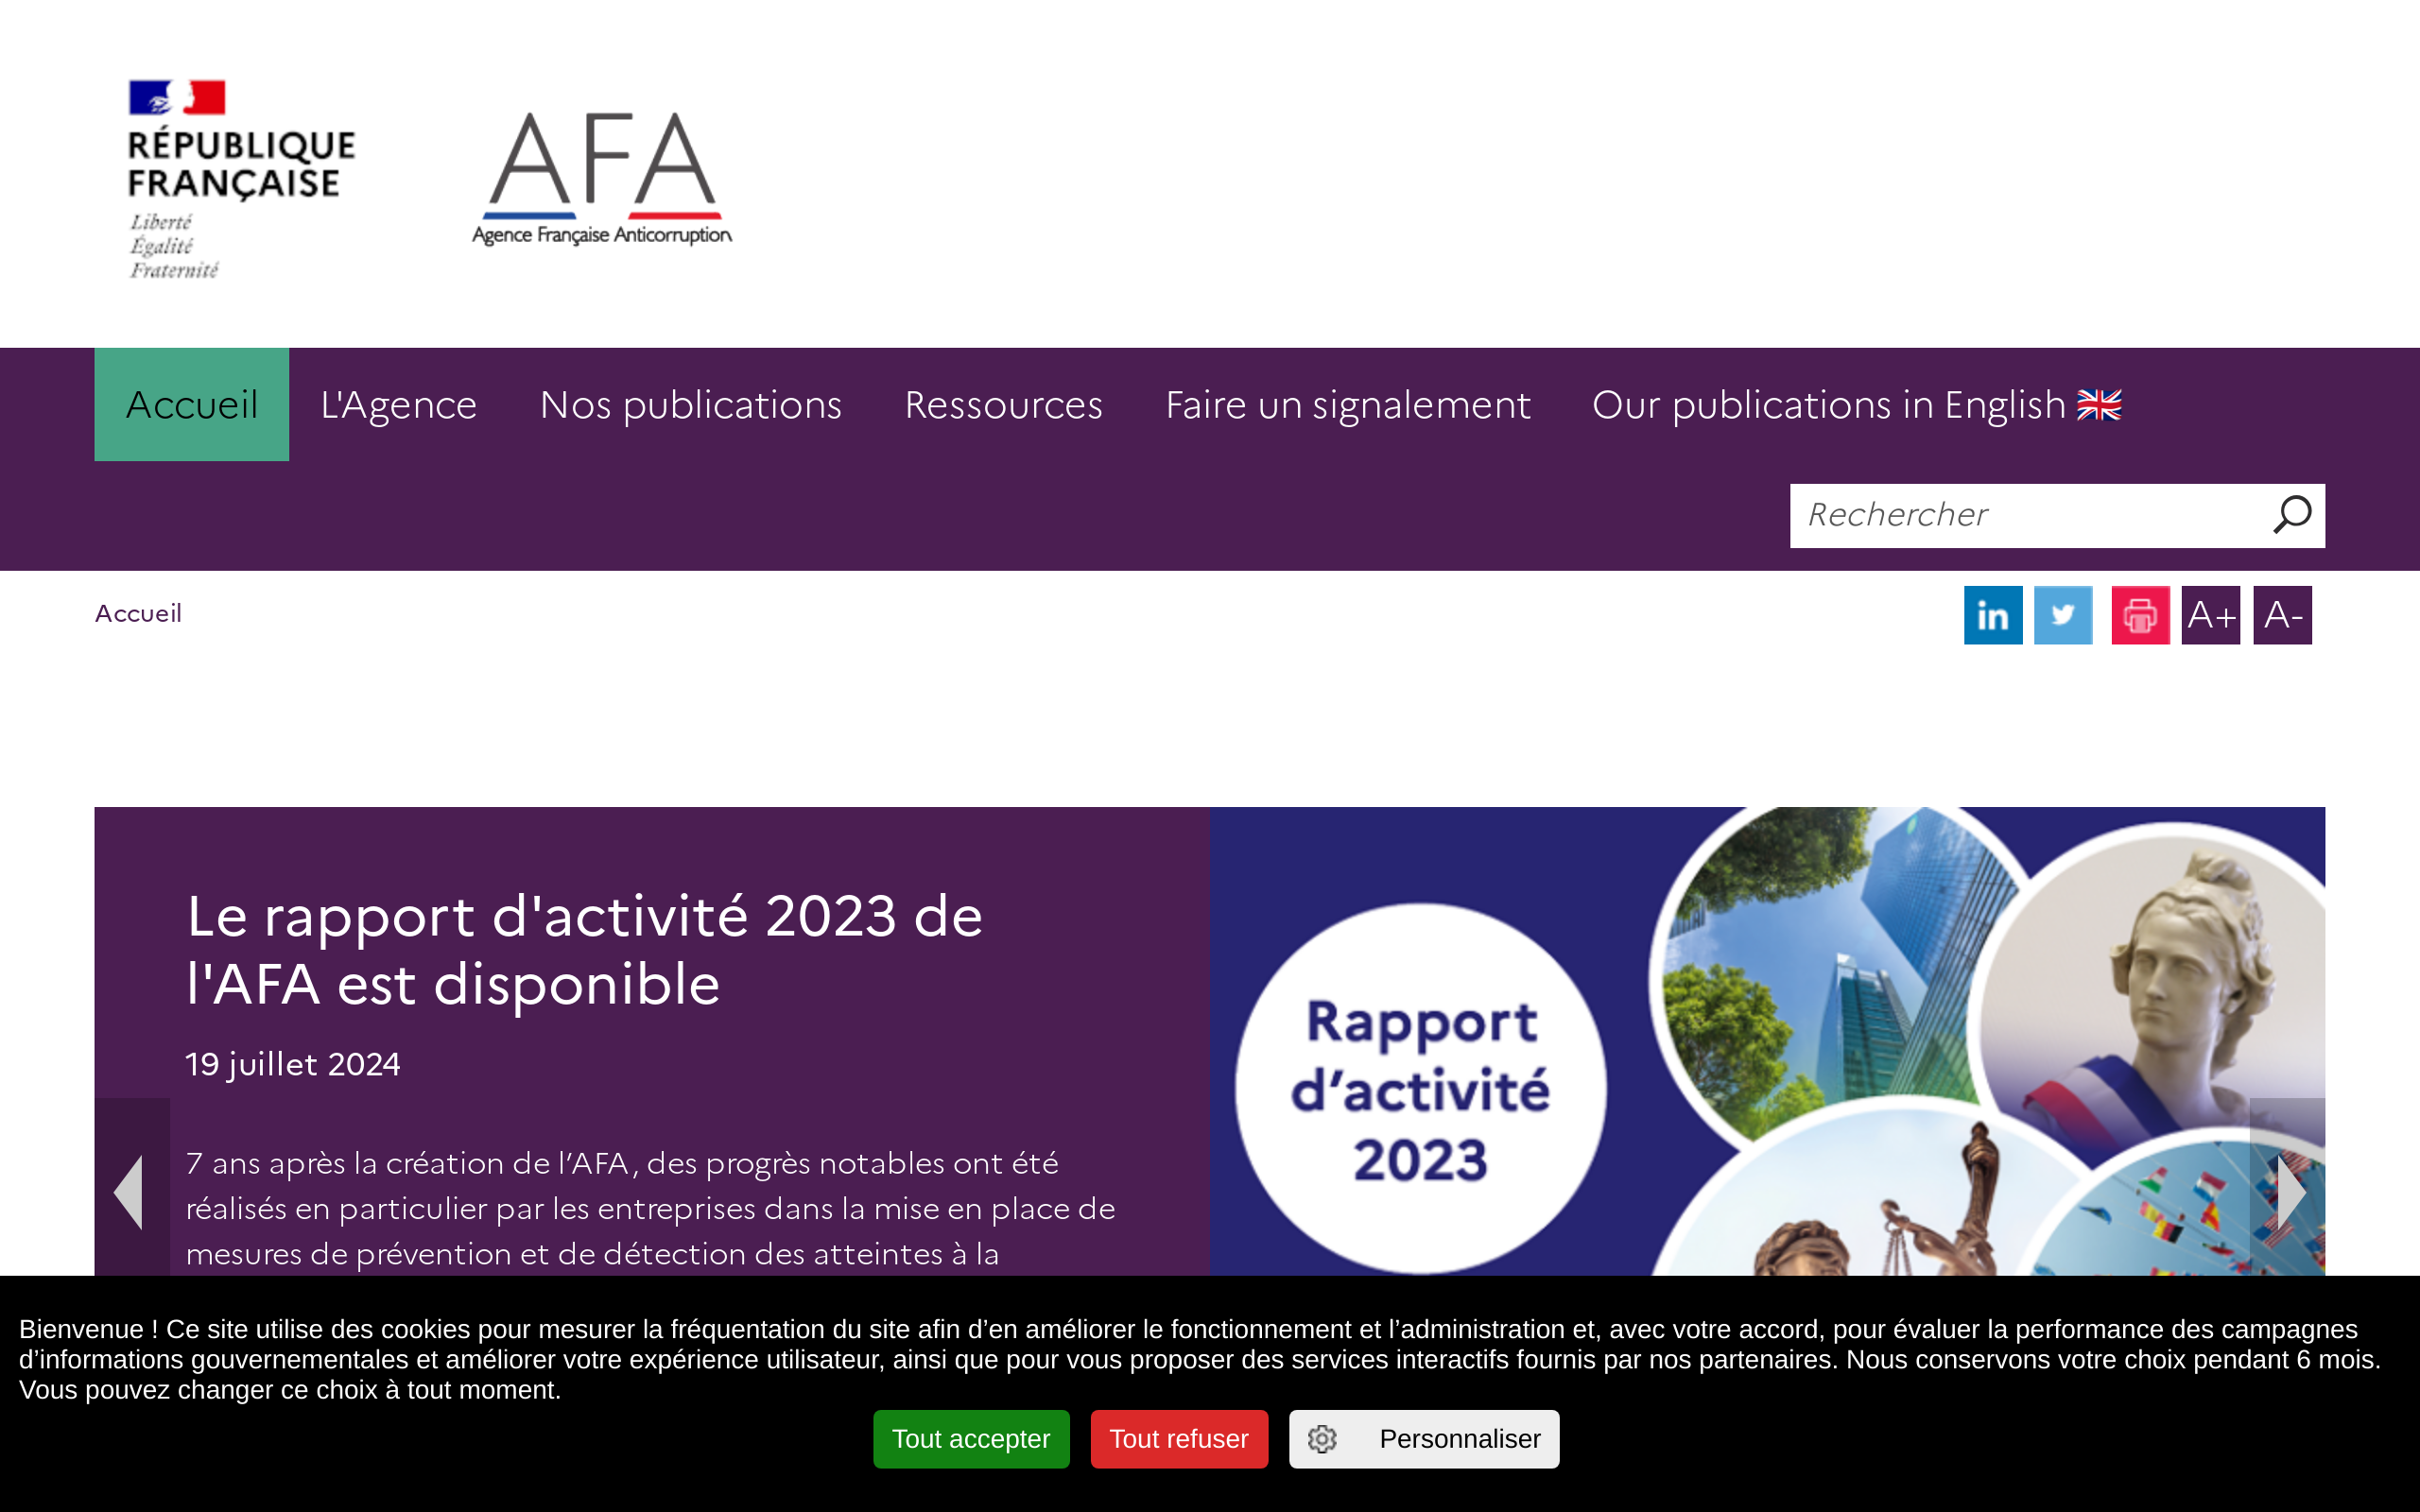 RÉPUBLIQUE
FRANÇAISE
Liberté
Égalité
Fraternité
AFA
Agence Française Anticorruption
Accueil
L'Agence
Nos publications
Ressources
Faire un signalement
Our publications in English
Rechercher
Accueil
in
A+
A-
Le rapport d'activité 2023 de
l'AFA est disponible
19 juillet 2024
7 ans après la création de l’AFA, des progrès notables ont été
réalisés en particulier par les entreprises dans la mise en place de
mesures de prévention et de détection des atteintes à la
Rapport
d’activité
2023
Bienvenue ! Ce site utilise des cookies pour mesurer la fréquentation du site afin d’en améliorer le fonctionnement et l’administration et, avec votre accord, pour évaluer la performance des campagnes
d’informations gouvernementales et améliorer votre expérience utilisateur, ainsi que pour vous proposer des services interactifs fournis par nos partenaires. Nous conservons votre choix pendant 6 mois.
Vous pouvez changer ce choix à tout moment.
Tout accepter
Tout refuser
Personnaliser